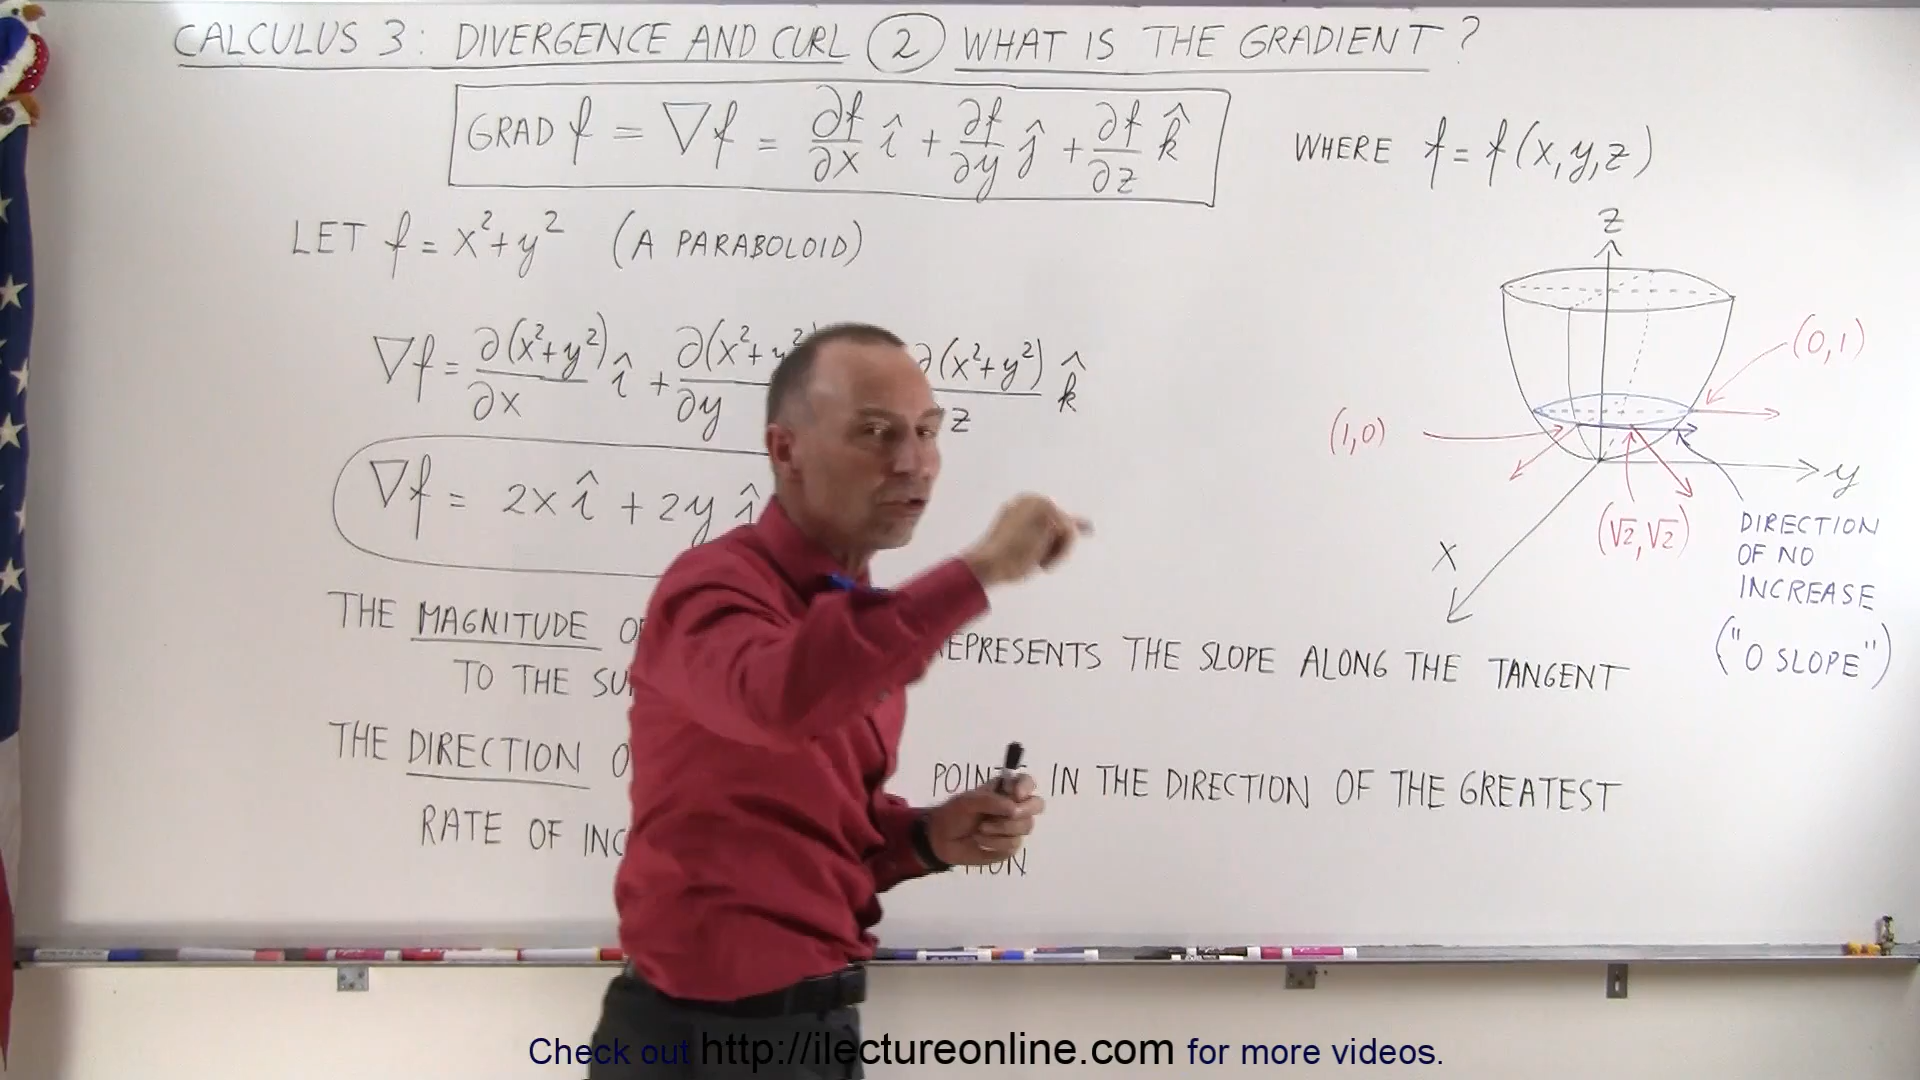 CALCULUS 3: DIVERGENCE AND CURL ② WHAT IS THE GRADIENT?
GRAD f = ∇f = ∂f/∂x î + ∂f/∂y ĵ + ∂f/∂z k̂ WHERE f = f(x,y,z)
LET f = x²+y² (A PARABOLOID)
∇f = ∂(x²+y²)/∂x î + ∂(x²+y²)/∂y ∂(x²+y²)/z k̂
∇f = 2x î + 2y ĵ
THE MAGNITUDE REPRESENTS THE SLOPE ALONG THE TANGENT
TO THE
THE DIRECTION POINTS IN THE DIRECTION OF THE GREATEST
RATE OF
z
(0,1)
(1,0)
y
(√2,√2)
x
DIRECTION
OF NO
INCREASE
("0 SLOPE")
Check out http://ilectureonline.com for more videos.